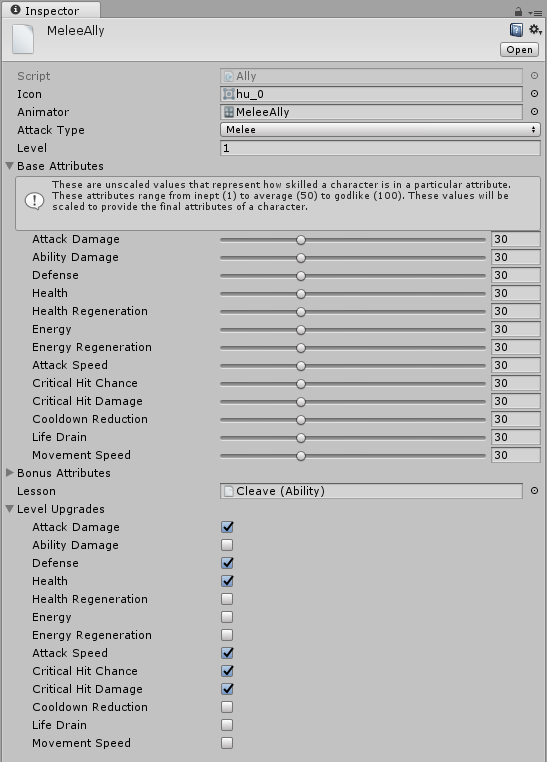 Inspector
MeleeAlly
Open
Script Ally
Icon hu_0
Animator MeleeAlly
Attack Type Melee
Level 1
Base Attributes
These are unscaled values that represent how skilled a character is in a particular attribute.
These attributes range from inept (1) to average (50) to godlike (100). These values will be
scaled to provide the final attributes of a character.
Attack Damage 30
Ability Damage 30
Defense 30
Health 30
Health Regeneration 30
Energy 30
Energy Regeneration 30
Attack Speed 30
Critical Hit Chance 30
Critical Hit Damage 30
Cooldown Reduction 30
Life Drain 30
Movement Speed 30
Bonus Attributes
Lesson Cleave (Ability)
Level Upgrades
Attack Damage
Ability Damage
Defense
Health
Health Regeneration
Energy
Energy Regeneration
Attack Speed
Critical Hit Chance
Critical Hit Damage
Cooldown Reduction
Life Drain
Movement Speed